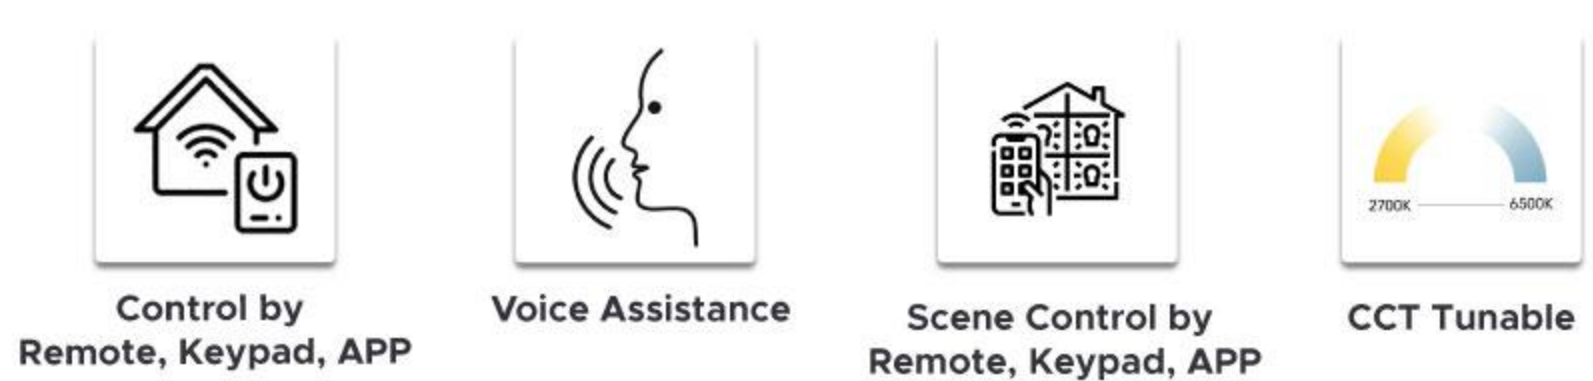 2700K
6500K
Control by
Remote, Keypad, APP
Voice Assistance
Scene Control by
Remote, Keypad, APP
CCT Tunable